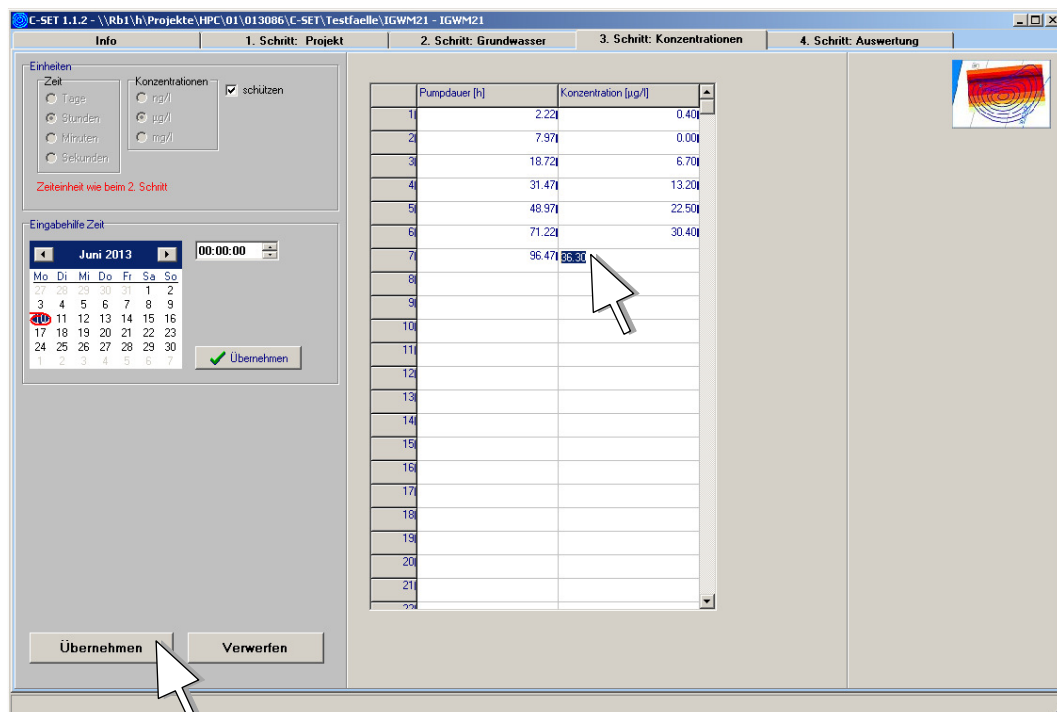 C-SET 1.1.2 - \\Rb1\h\Projekte\HPC\01\013086\C-SET\Testfaelle\IGWM21 - IGWM21
Info 1. Schritt: Projekt 2. Schritt: Grundwasser 3. Schritt: Konzentrationen 4. Schritt: Auswertung
Einheiten
Zeit Konzentrationen schützen
Tage ng/l
Stunden µg/l
Minuten mg/l
Sekunden
Zeiteinheit wie beim 2. Schritt
Eingabehilfe Zeit
Juni 2013 00:00:00
Mo Di Mi Do Fr Sa So
27 28 29 30 31 1 2
3 4 5 6 7 8 9
10 11 12 13 14 15 16
17 18 19 20 21 22 23
24 25 26 27 28 29 30
1 2 3 4 5 6 7
Übernehmen
Pumpdauer [h] Konzentration [µg/l]
1 2.22 0.40
2 7.97 0.00
3 18.72 6.70
4 31.47 13.20
5 48.97 22.50
6 71.22 30.40
7 96.47 36.30
8
9
10
11
12
13
14
15
16
17
18
19
20
21
22
Übernehmen Verwerfen